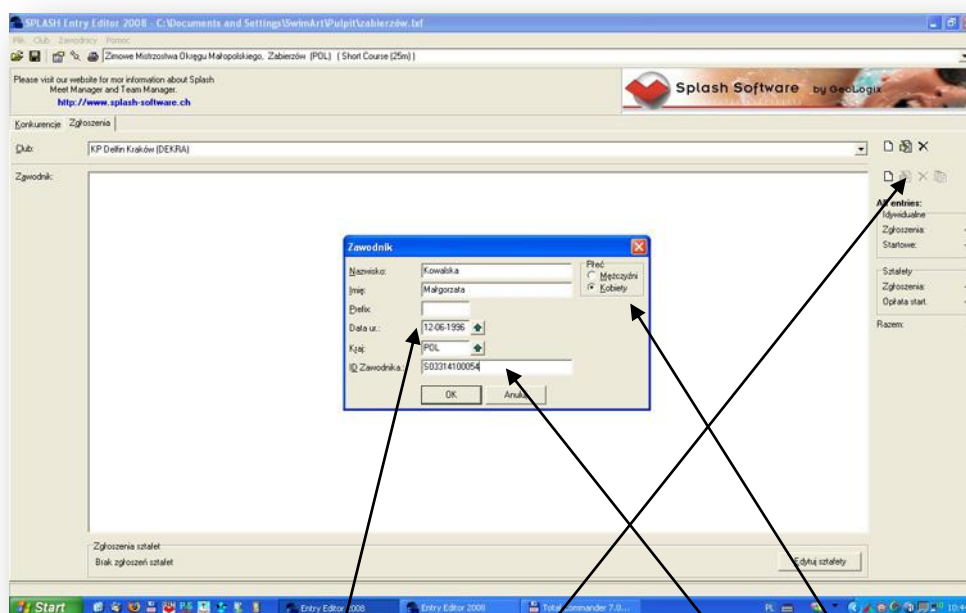 SPLASH Entry Editor 2008 - C:\Documents and Settings\SwimArt\Pulpit\zabierzów.lxf
Plik Club Zawodnicy Pomoc
Zimowe Mistrzostwa Okręgu Małopolskiego, Zabierzów (POL) ( Short Course (25m) )
Please visit our website for mor information about Splash
Meet Manager and Team Manager.
http://www.splash-software.ch
Splash Software by GeoLogix
Konkurencje Zgłoszenia
Club: KP Delfin Kraków (DEKRA)
Zawodnik:
All entries:
Idywidualne
Zgłoszenia:
Startowe:
Sztafety
Zgłoszenia:
Opłata start.
Razem:
Zawodnik
Nazwisko: Kowalska
Imię: Małgorzata
Prefix:
Data ur.: 12-06-1996
Kraj: POL
ID Zawodnika.: S03314100054
Płeć
Mężczyźni
Kobiety
OK Anuluj
Zgłoszenia sztafet
Brak zgłoszeń sztafet
Edytuj sztafety
Start
Entry Editor 2008
Entry Editor 2008
Total Commander 7.0...
PL